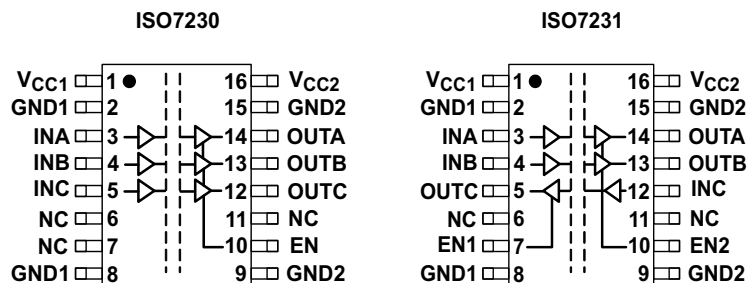 ISO7230 ISO7231
VCC1 1 16 VCC2 VCC1 1 16 VCC2
GND1 2 15 GND2 GND1 2 15 GND2
INA 3 14 OUTA INA 3 14 OUTA
INB 4 13 OUTB INB 4 13 OUTB
INC 5 12 OUTC OUTC 5 12 INC
NC 6 11 NC NC 6 11 NC
NC 7 10 EN EN1 7 10 EN2
GND1 8 9 GND2 GND1 8 9 GND2